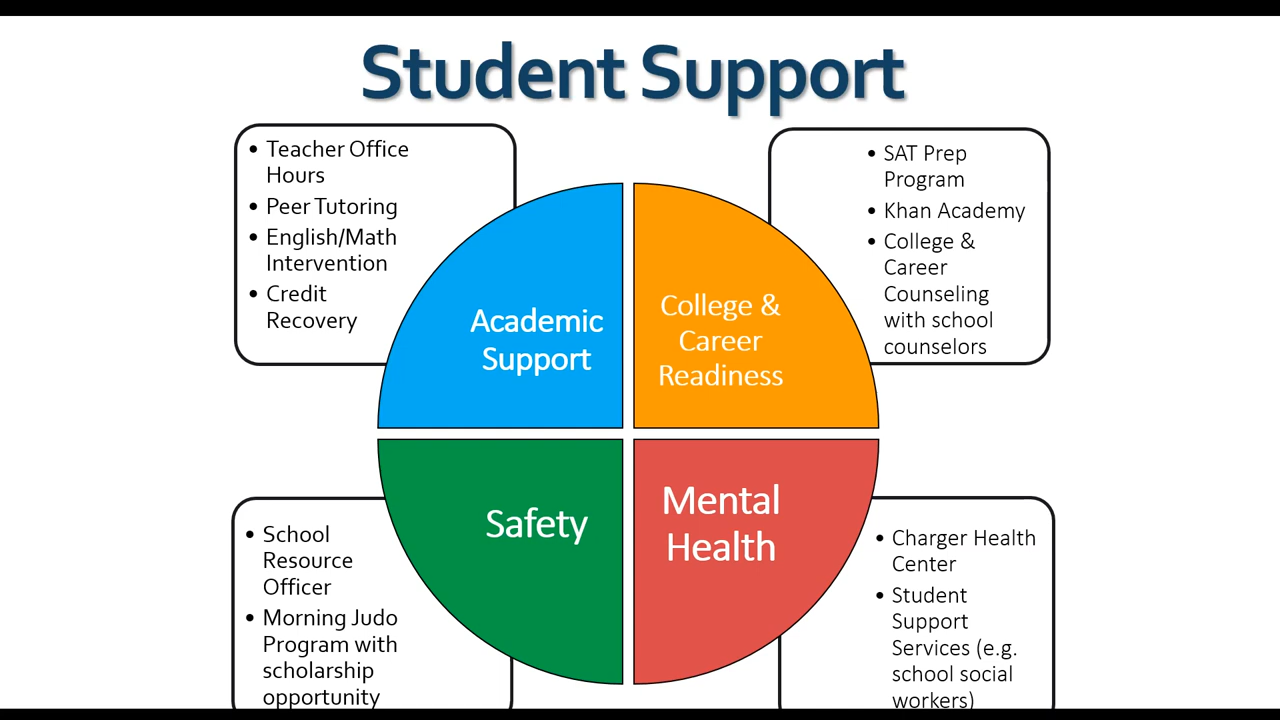 Student Support
• Teacher Office
Hours
• Peer Tutoring
• English/Math
Intervention
• Credit
Recovery
• SAT Prep
Program
• Khan Academy
• College &
Career
Counseling
with school
counselors
Academic
Support
College &
Career
Readiness
Safety
Mental
Health
• School
Resource
Officer
• Morning Judo
Program with
scholarship
opportunity
• Charger Health
Center
• Student
Support
Services (e.g.
school social
workers)